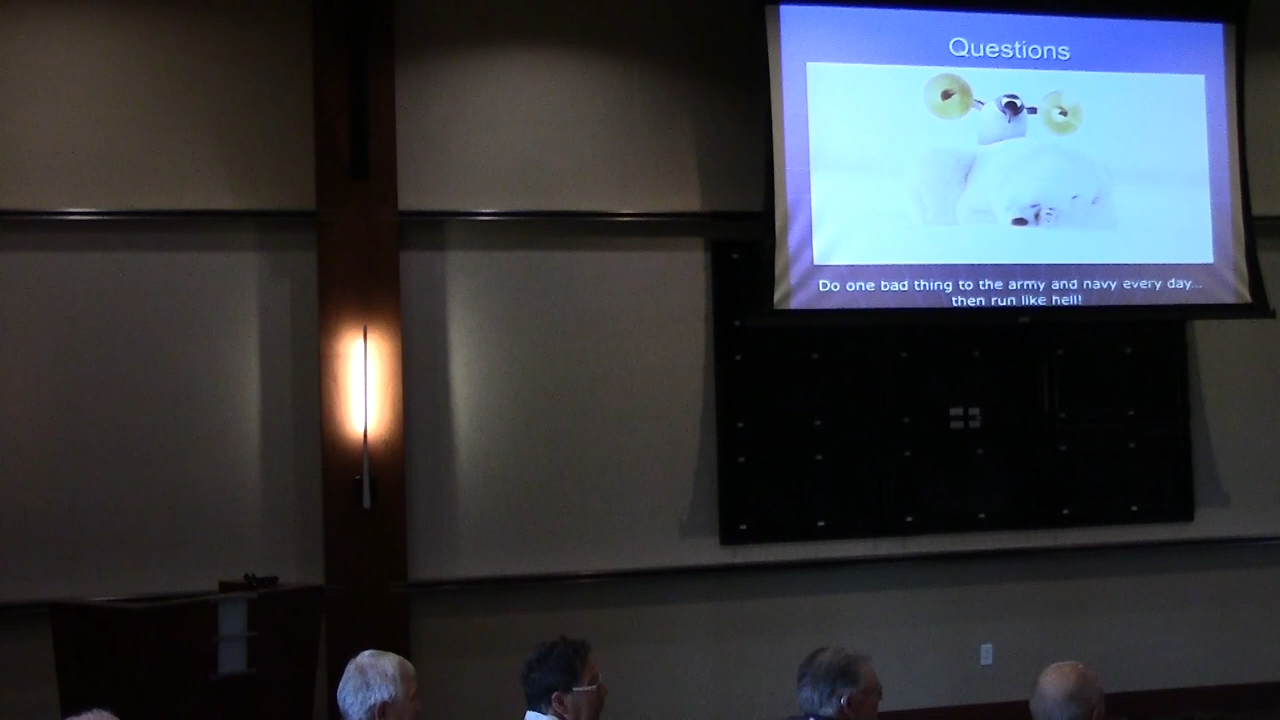 Questions
Do one bad thing to the army and navy every day...
then run like hell!